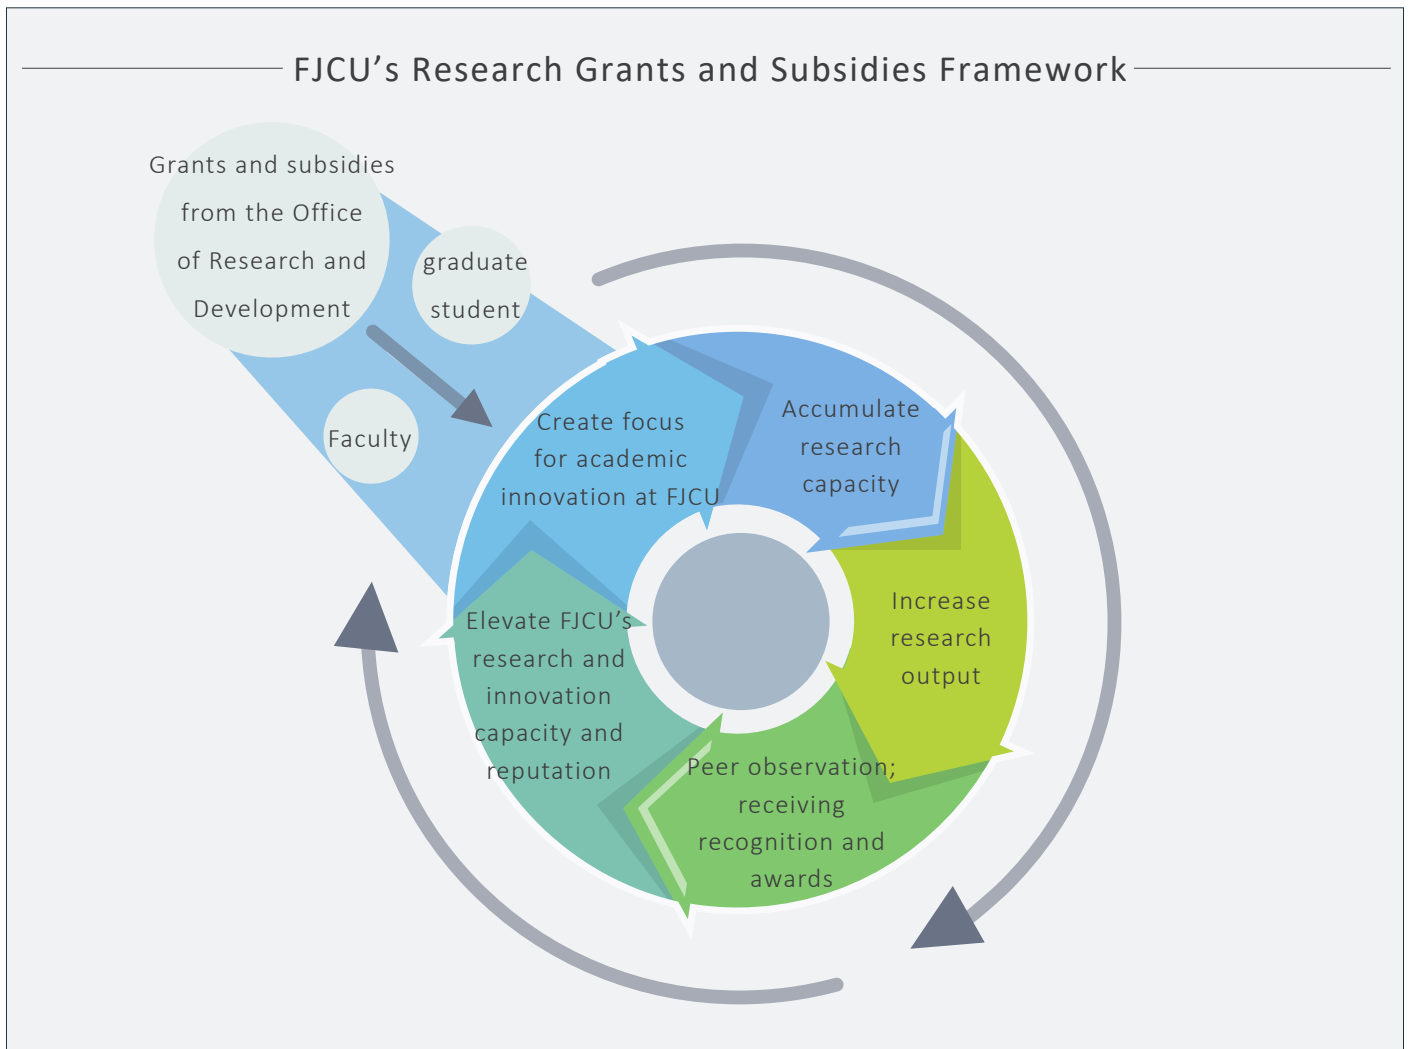 FJCU’s Research Grants and Subsidies Framework
Grants and subsidies
from the Office
of Research and
Development
graduate
student
Faculty
Create focus
for academic
innovation at FJCU
Accumulate
research
capacity
Increase
research
output
Peer observation;
receiving
recognition and
awards
Elevate FJCU’s
research and
innovation
capacity and
reputation